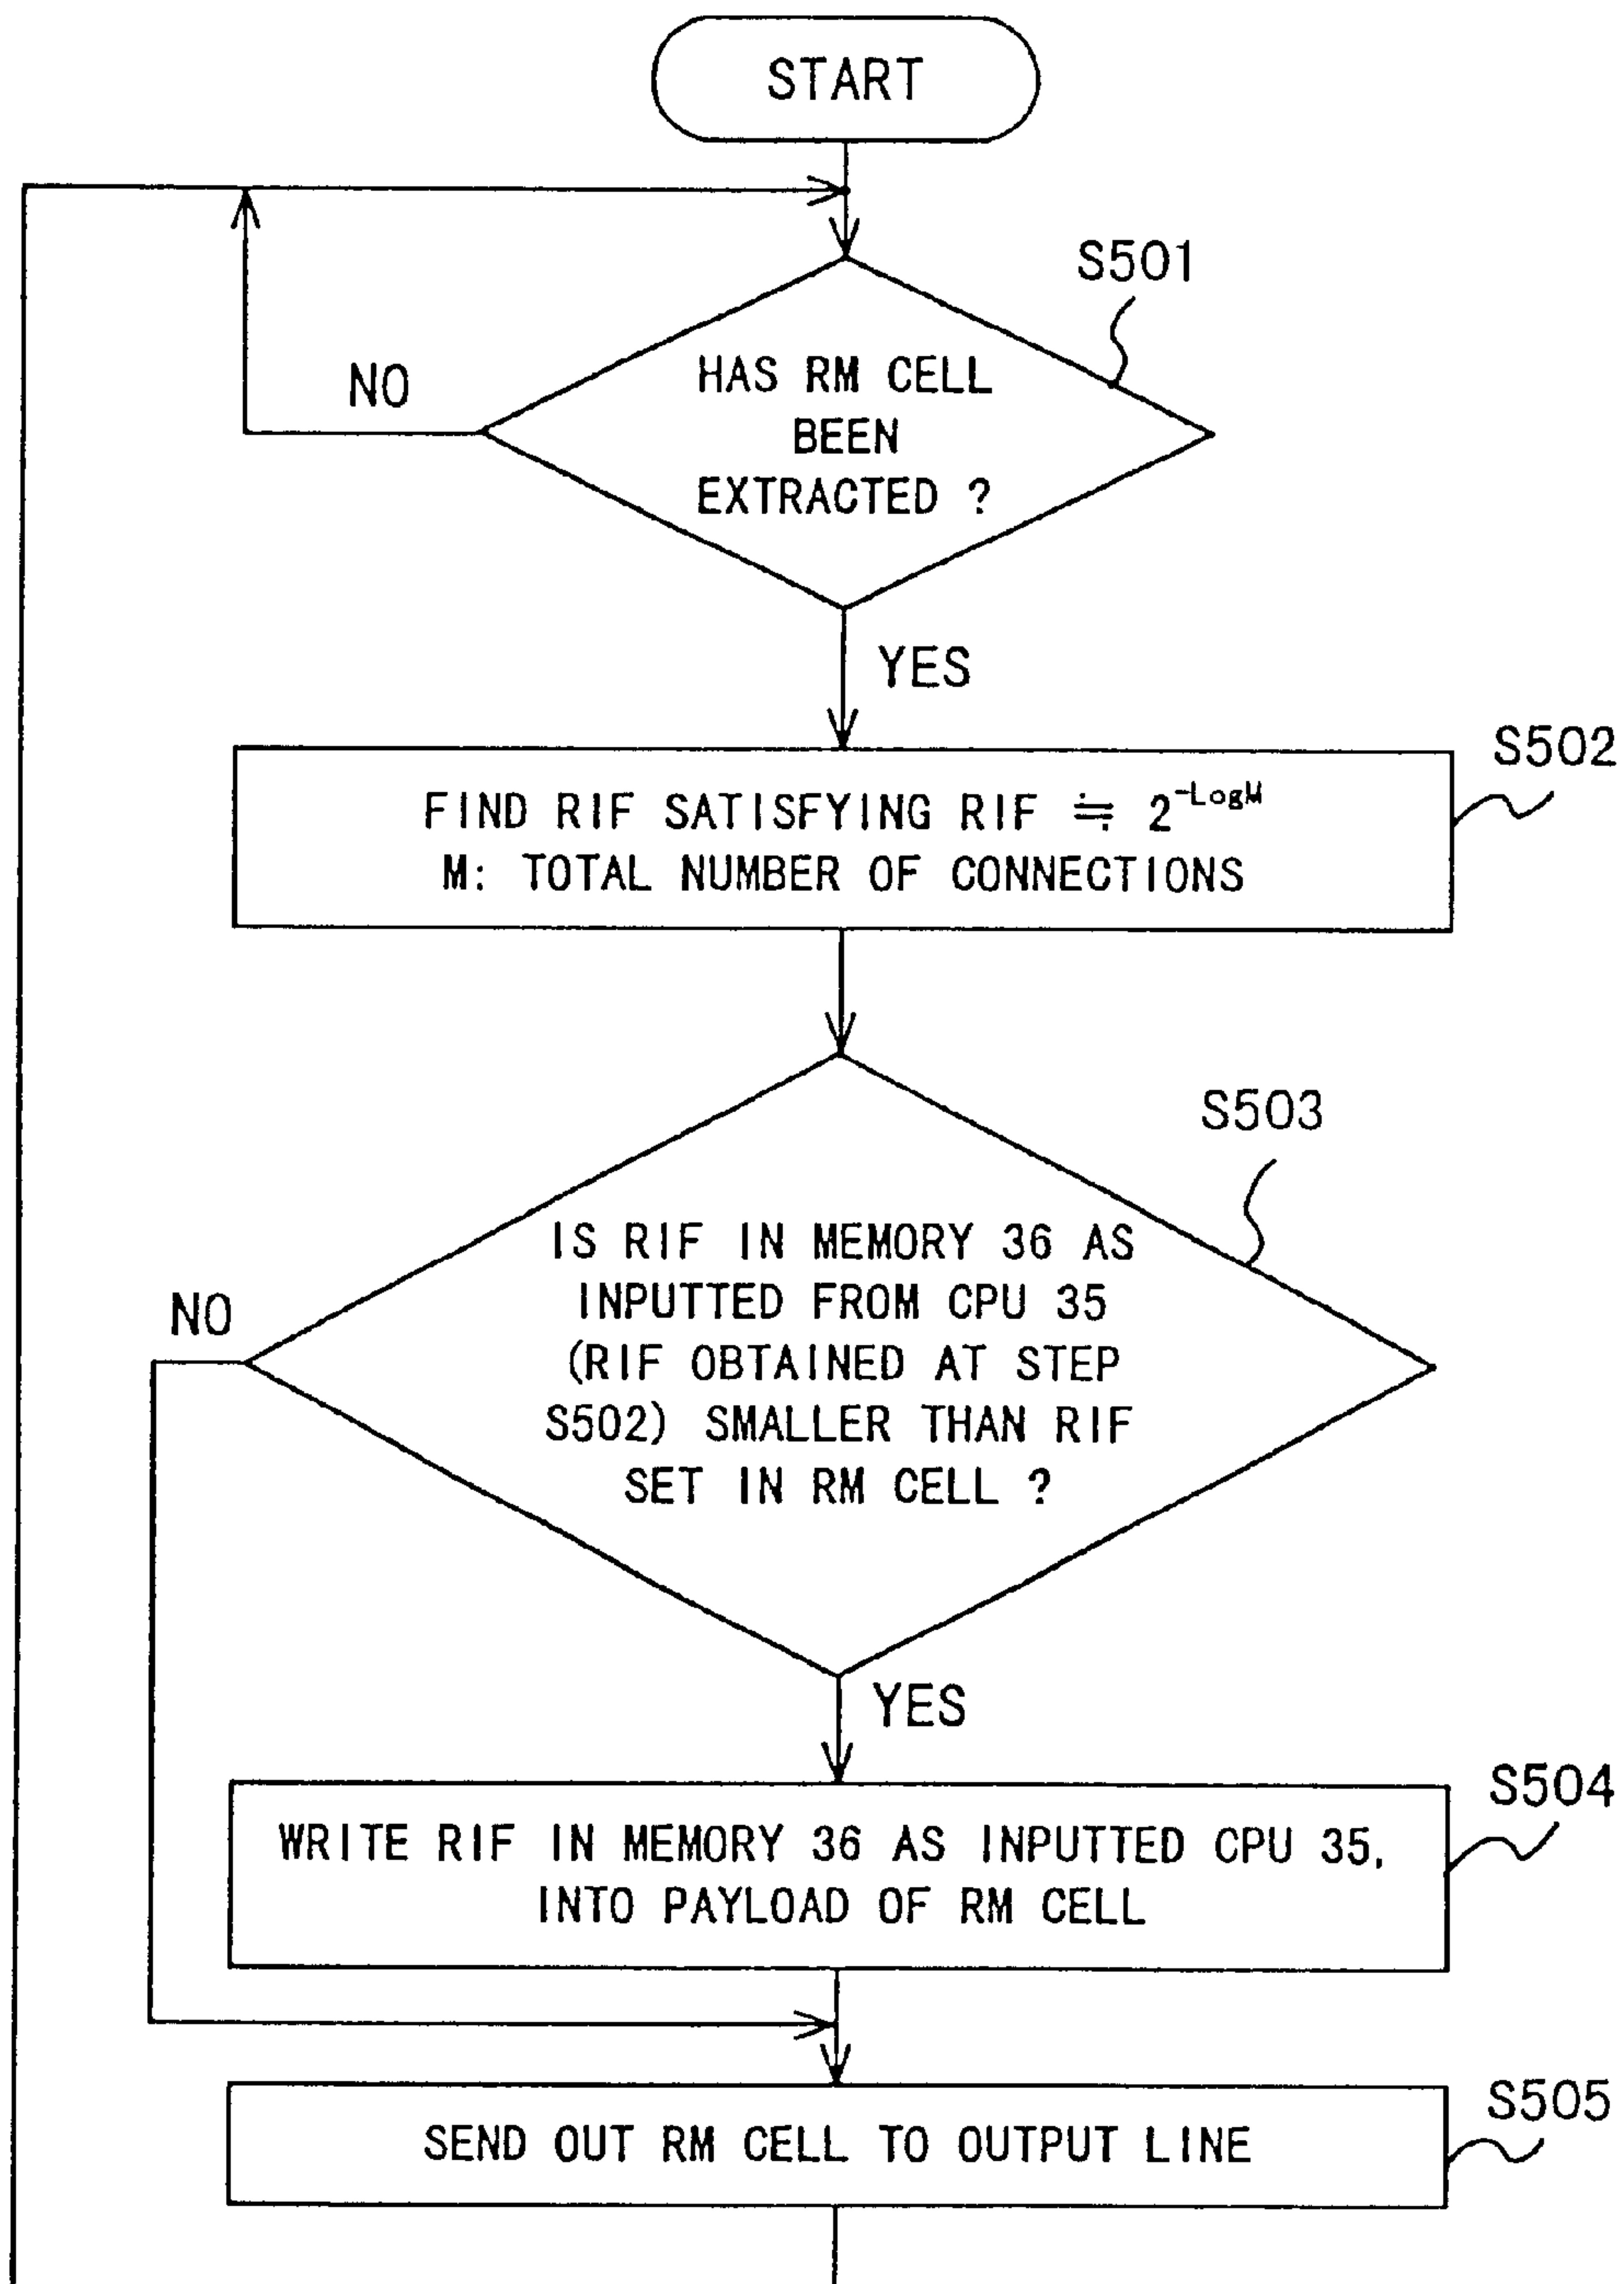 START
S501
HAS RM CELL
BEEN
EXTRACTED ?
NO
YES
S502
FIND RIF SATISFYING RIF ≒ 2^-LogM
M: TOTAL NUMBER OF CONNECTIONS
S503
IS RIF IN MEMORY 36 AS
INPUTTED FROM CPU 35
(RIF OBTAINED AT STEP
S502) SMALLER THAN RIF
SET IN RM CELL ?
NO
YES
S504
WRITE RIF IN MEMORY 36 AS INPUTTED CPU 35,
INTO PAYLOAD OF RM CELL
S505
SEND OUT RM CELL TO OUTPUT LINE